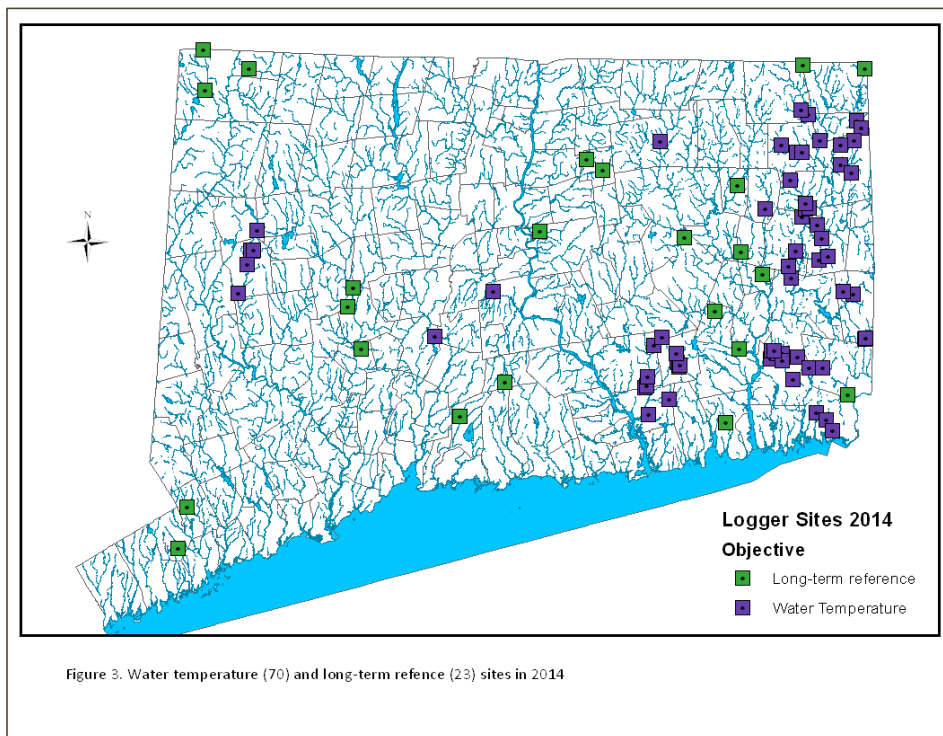 N
Logger Sites 2014
Objective
Long-term reference
Water Temperature
Figure 3. Water temperature (70) and long-term refence (23) sites in 2014